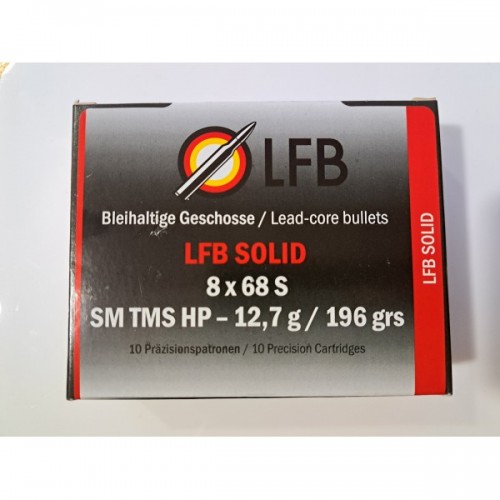 LFB
Bleihaltige Geschosse / Lead-core bullets
LFB SOLID
8 x 68 S
SM TMS HP – 12,7 g / 196 grs
10 Präzisionspatronen / 10 Precision Cartridges
LFB SOLID